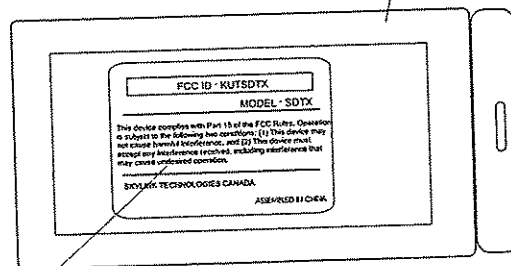 FCC ID - KUTSDTX
MODEL - SDTX
This device complies with Part 15 of the FCC Rules. Operation
is subject to the following two conditions: (1) This device may
not cause harmful interference, and (2) This device must
accept any interference received, including interference that
may cause undesired operation.
SKYLINK TECHNOLOGIES CANADA
ASSEMBLED IN CHINA